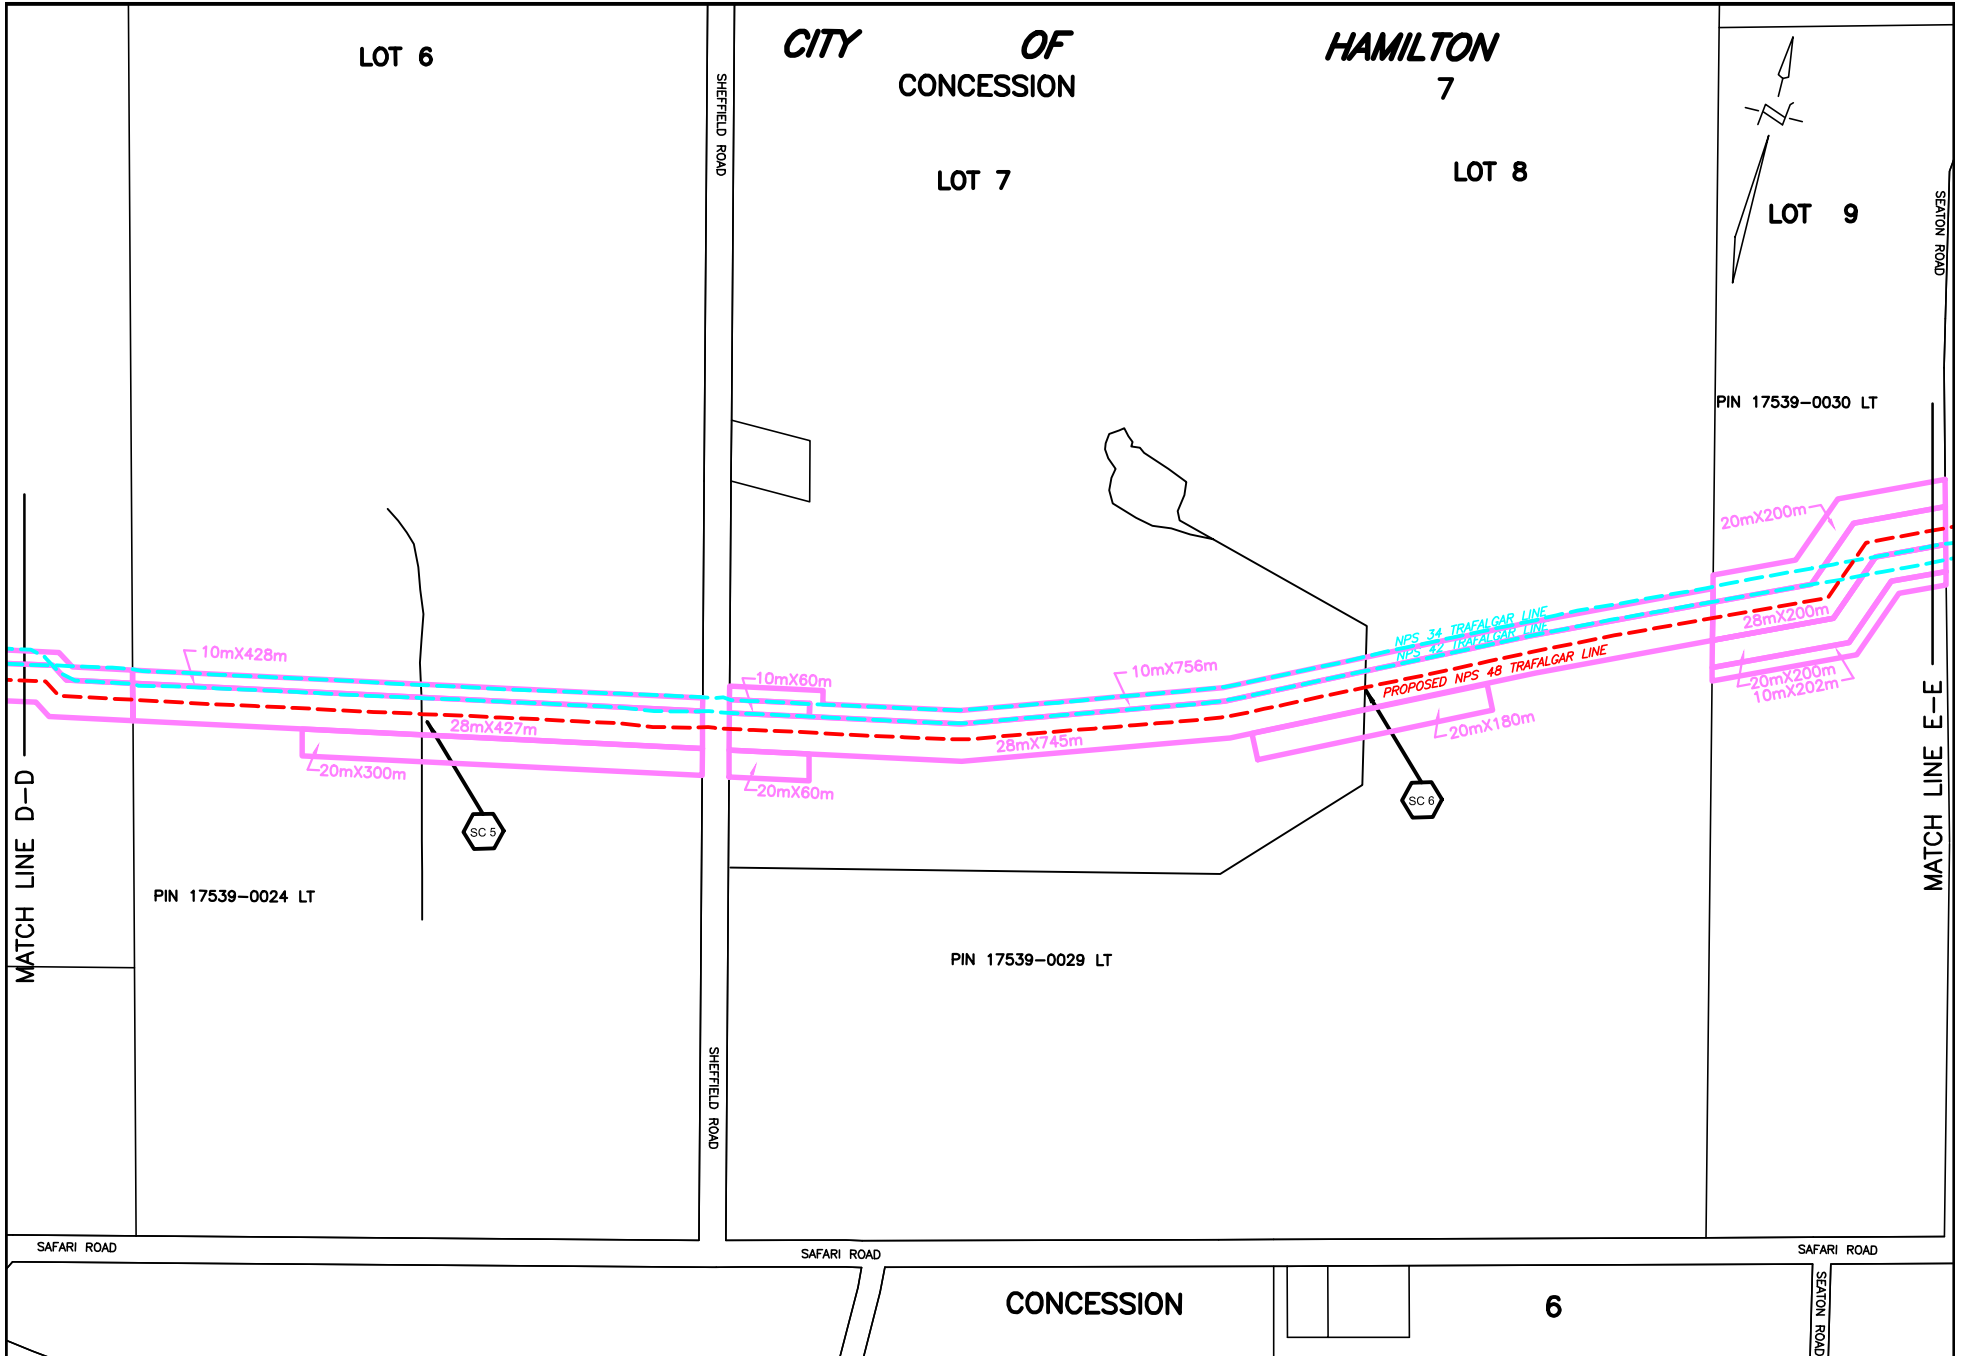 CITY OF HAMILTON
LOT 6
CONCESSION 7
SHEFFIELD ROAD
LOT 7
LOT 8
LOT 9
SEATON ROAD
PIN 17539-0030 LT
20mX200m
NPS 34 TRAFALGAR LINE
NPS 42 TRAFALGAR LINE
PROPOSED NPS 48 TRAFALGAR LINE
28mX200m
10mX428m
10mX60m
10mX756m
20mX200m
10mX202m
28mX427m
28mX745m
20mX180m
20mX300m
20mX60m
SC 5
SC 6
MATCH LINE D-D
MATCH LINE E-E
PIN 17539-0024 LT
PIN 17539-0029 LT
SHEFFIELD ROAD
SAFARI ROAD
SAFARI ROAD
SAFARI ROAD
CONCESSION 6
SEATON ROAD
N